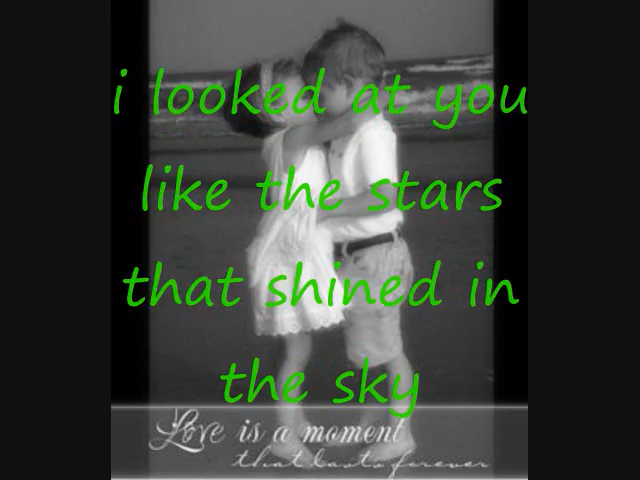 i looked at you
like the stars
that shined in
the sky
Love is a moment
that lasts forever